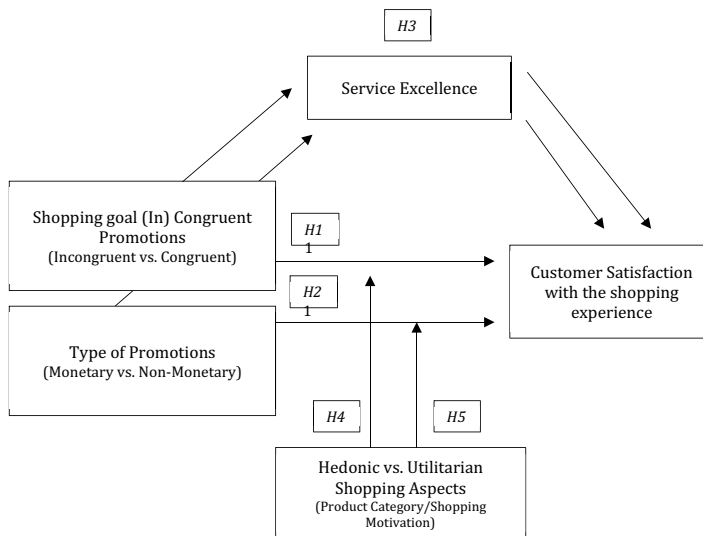 H3
Service Excellence
Shopping goal (In) Congruent
Promotions
(Incongruent vs. Congruent)
H1
1
H2
1
Customer Satisfaction
with the shopping
experience
Type of Promotions
(Monetary vs. Non-Monetary)
H4
H5
Hedonic vs. Utilitarian
Shopping Aspects
(Product Category/Shopping
Motivation)